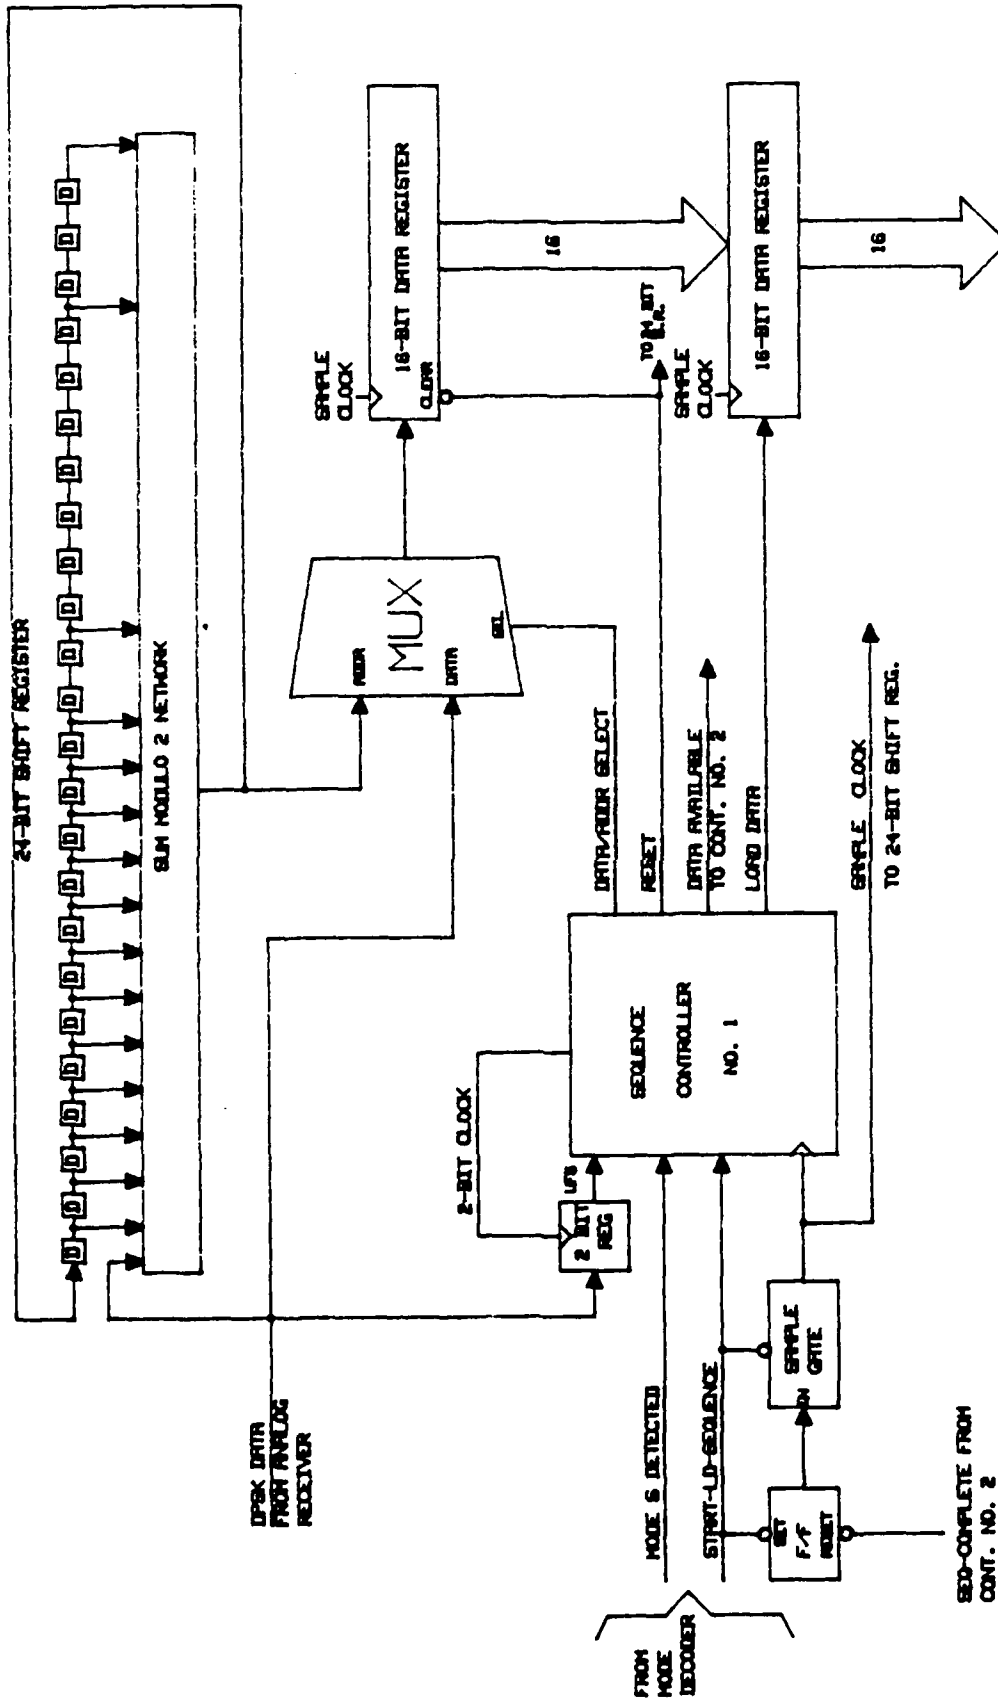 24-BIT SHIFT REGISTER
D D D D D D D D D D D D D D D D D D D D D D D D
SUM MODULO 2 NETWORK
DPSK DATA
FROM ANALOG
RECEIVER
ADDR
DATA
MUX
SEL
SAMPLE
CLOCK
16-BIT DATA REGISTER
CLEAR
16
2-BIT CLOCK
2 BIT
REG
UFS
DATA/ADDR SELECT
RESET
TO 24 BIT
S.R.
DATA AVAILABLE
TO CONT. NO. 2
LOAD DATA
SEQUENCE
CONTROLLER
NO. 1
SAMPLE
CLOCK
16-BIT DATA REGISTER
16
FROM
MODE
DECODER
MODE S DETECTED
START-LD-SEQUENCE
SET
F/F
RESET
IN
SAMPLE
GATE
SAMPLE CLOCK
TO 24-BIT SHIFT REG.
SEQ-COMPLETE FROM
CONT. NO. 2